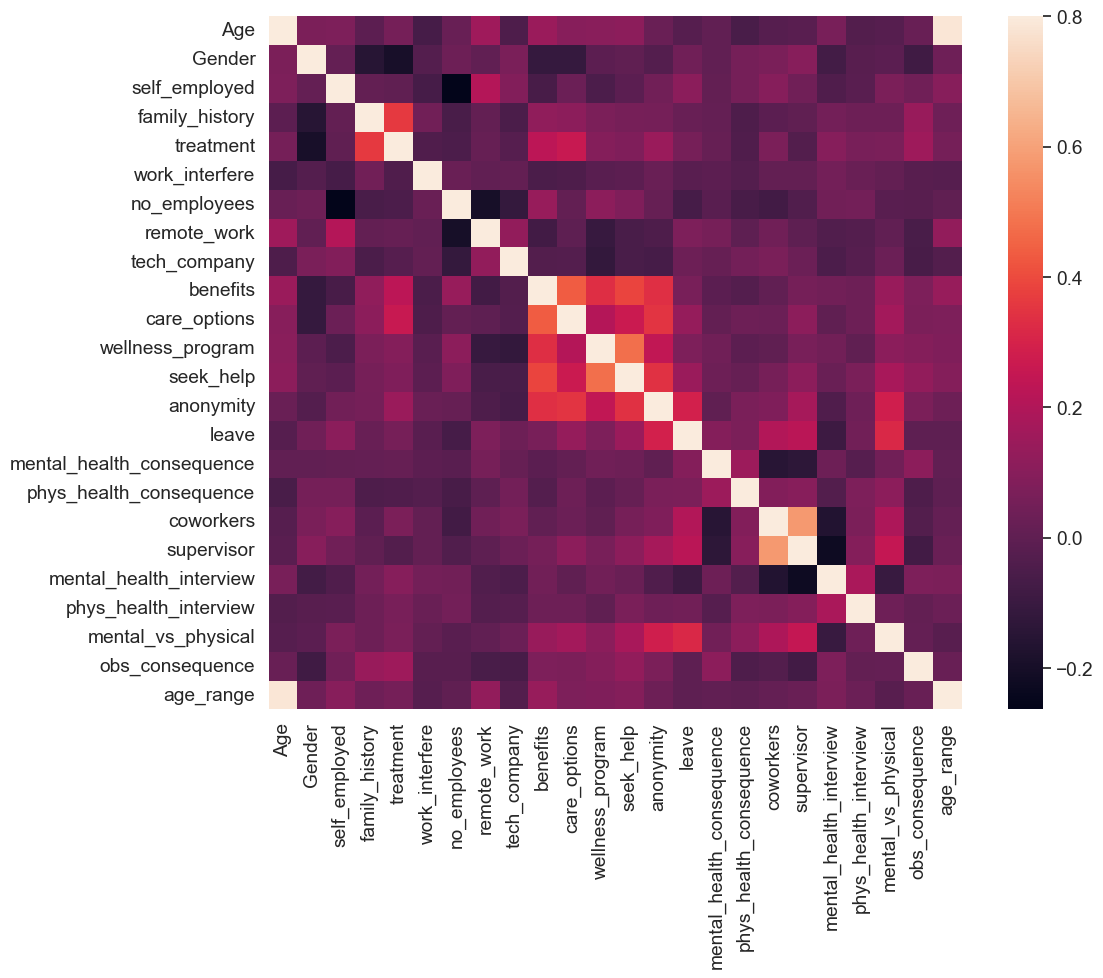 Age
Gender
self_employed
family_history
treatment
work_interfere
no_employees
remote_work
tech_company
benefits
care_options
wellness_program
seek_help
anonymity
leave
mental_health_consequence
phys_health_consequence
coworkers
supervisor
mental_health_interview
phys_health_interview
mental_vs_physical
obs_consequence
age_range
Age
Gender
self_employed
family_history
treatment
work_interfere
no_employees
remote_work
tech_company
benefits
care_options
wellness_program
seek_help
anonymity
leave
mental_health_consequence
phys_health_consequence
coworkers
supervisor
mental_health_interview
phys_health_interview
mental_vs_physical
obs_consequence
age_range
0.8
0.6
0.4
0.2
0.0
−0.2